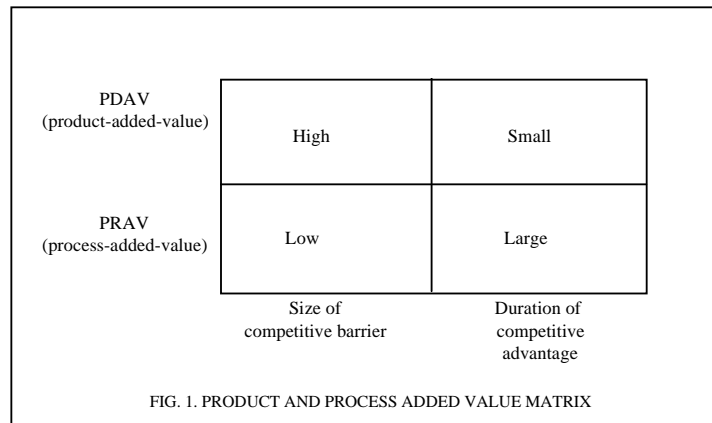 PDAV
(product-added-value)
High
Small
PRAV
(process-added-value)
Low
Large
Size of
competitive barrier
Duration of
competitive
advantage
FIG. 1. PRODUCT AND PROCESS ADDED VALUE MATRIX